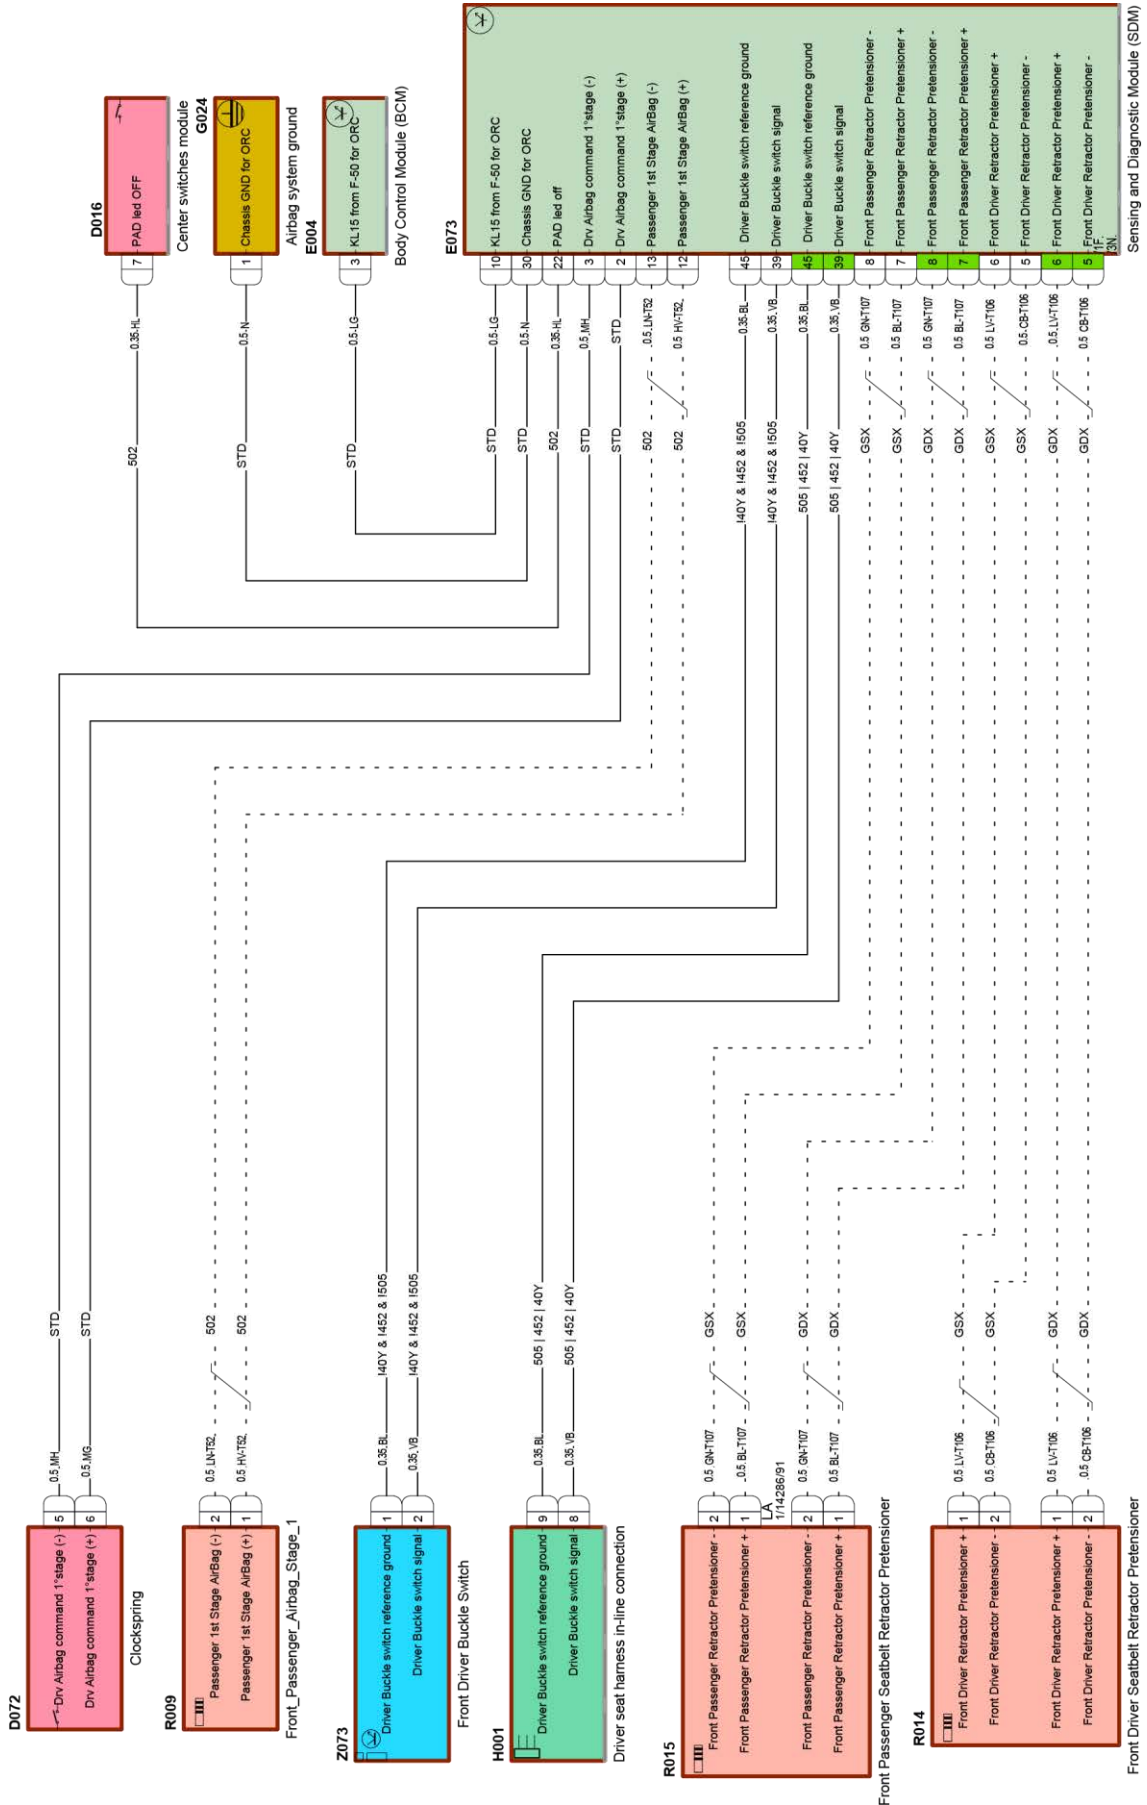 D072
5 Drv Airbag command 1°stage (-)
6 Drv Airbag command 1°stage (+)
Clockspring
0.5 MH STD
0.5 MG STD
R009
2 Passenger 1st Stage AirBag (-)
1 Passenger 1st Stage AirBag (+)
Front_Passenger_Airbag_Stage_1
0.5 LN-T52 502
0.5 HV-T52 502
Z073
1 Driver Buckle switch reference ground
2 Driver Buckle switch signal
Front Driver Buckle Switch
0.35 BL !40Y & !452 & !505
0.35 VB !40Y & !452 & !505
H001
9 Driver Buckle switch reference ground
8 Driver Buckle switch signal
Driver seat harness in-line connection
0.35 BL 505 | 452 | 40Y
0.35 VB 505 | 452 | 40Y
R015
2 Front Passenger Retractor Pretensioner -
1 Front Passenger Retractor Pretensioner +
LA
1/14286/91
2 Front Passenger Retractor Pretensioner -
1 Front Passenger Retractor Pretensioner +
Front Passenger Seatbelt Retractor Pretensioner
0.5 GN-T107 GSX
0.5 BL-T107 GSX
0.5 GN-T107 GDX
0.5 BL-T107 GDX
R014
1 Front Driver Retractor Pretensioner +
2 Front Driver Retractor Pretensioner -
1 Front Driver Retractor Pretensioner +
2 Front Driver Retractor Pretensioner -
Front Driver Seatbelt Retractor Pretensioner
0.5 LV-T106 GSX
0.5 CB-T106 GSX
0.5 LV-T106 GDX
0.5 CB-T106 GDX
D016
7 PAD led OFF
Center switches module
502 0.35 HL
G024
1 Chassis GND for ORC
Airbag system ground
STD 0.5 N
E004
3 KL15 from F-50 for ORC
Body Control Module (BCM)
STD 0.5 LG
E073
STD 0.5 LG 10 KL15 from F-50 for ORC
STD 0.5 N 30 Chassis GND for ORC
502 0.35 HL 22 PAD led off
STD 0.5 MH 3 Drv Airbag command 1°stage (-)
STD STD 2 Drv Airbag command 1°stage (+)
502 0.5 LN-T52 13 Passenger 1st Stage AirBag (-)
502 0.5 HV-T52 12 Passenger 1st Stage AirBag (+)
!40Y & !452 & !505 0.35 BL 45 Driver Buckle switch reference ground
!40Y & !452 & !505 0.35 VB 39 Driver Buckle switch signal
505 | 452 | 40Y 0.35 BL 45 Driver Buckle switch reference ground
505 | 452 | 40Y 0.35 VB 39 Driver Buckle switch signal
GSX 0.5 GN-T107 8 Front Passenger Retractor Pretensioner -
GSX 0.5 BL-T107 7 Front Passenger Retractor Pretensioner +
GDX 0.5 GN-T107 8 Front Passenger Retractor Pretensioner -
GDX 0.5 BL-T107 7 Front Passenger Retractor Pretensioner +
GSX 0.5 LV-T106 6 Front Driver Retractor Pretensioner +
GSX 0.5 CB-T106 5 Front Driver Retractor Pretensioner -
GDX 0.5 LV-T106 6 Front Driver Retractor Pretensioner +
GDX 0.5 CB-T106 5 Front Driver Retractor Pretensioner -
Sensing and Diagnostic Module (SDM)